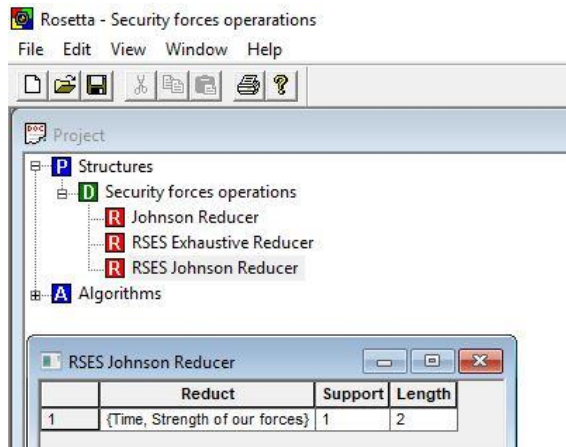 Rosetta - Security forces operarations
File Edit View Window Help
DOC Project
P Structures
D Security forces operations
R Johnson Reducer
R RSES Exhaustive Reducer
R RSES Johnson Reducer
A Algorithms
RSES Johnson Reducer
Reduct Support Length
1 {Time, Strength of our forces} 1 2